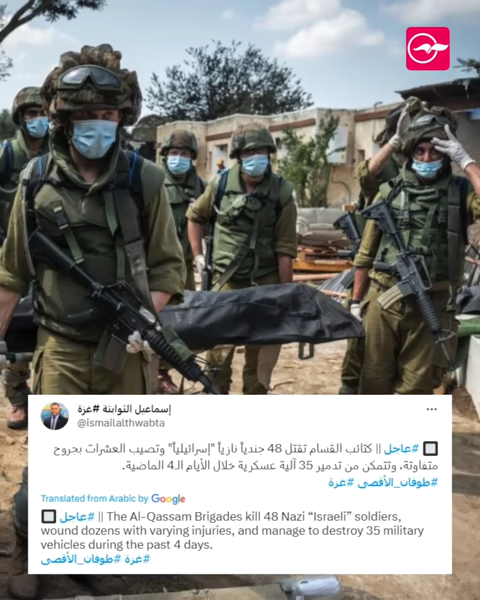 إسماعيل الثوابتة #غزة
@ismailalthwabta
#عاجل || كتائب القسام تقتل 48 جندياً نازياً "إسرائيلياً" وتصيب العشرات بجروح
متفاوتة، وتتمكن من تدمير 35 آلية عسكرية خلال الأيام الـ4 الماضية.
#طوفان_الأقصى #غزة
Translated from Arabic by Google
#عاجل || The Al-Qassam Brigades kill 48 Nazi “Israeli” soldiers,
wound dozens with varying injuries, and manage to destroy 35 military
vehicles during the past 4 days.
#غزة #طوفان_الأقصى